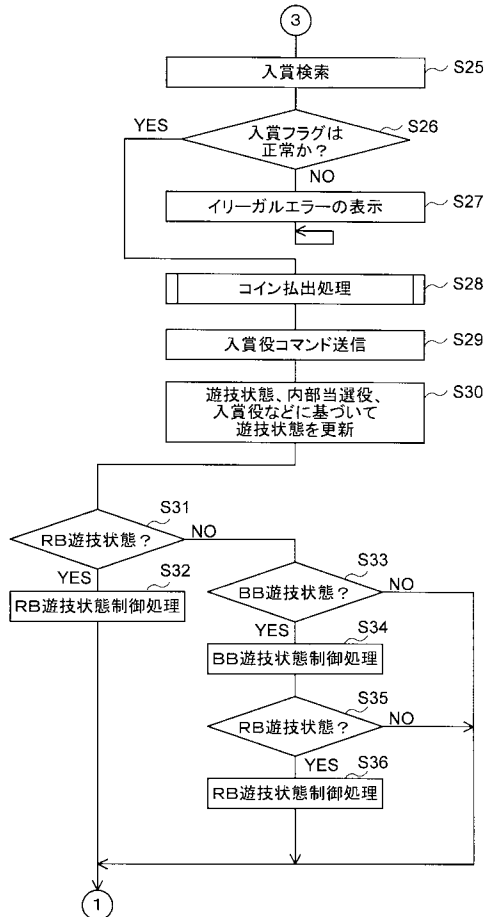 3
入賞検索
S25
入賞フラグは
正常か?
S26
YES
NO
イリーガルエラーの表示
S27
コイン払出処理
S28
入賞役コマンド送信
S29
遊技状態、内部当選役、
入賞役などに基づいて
遊技状態を更新
S30
RB遊技状態?
S31
NO
YES
RB遊技状態制御処理
S32
BB遊技状態?
S33
NO
YES
BB遊技状態制御処理
S34
RB遊技状態?
S35
NO
YES
RB遊技状態制御処理
S36
1